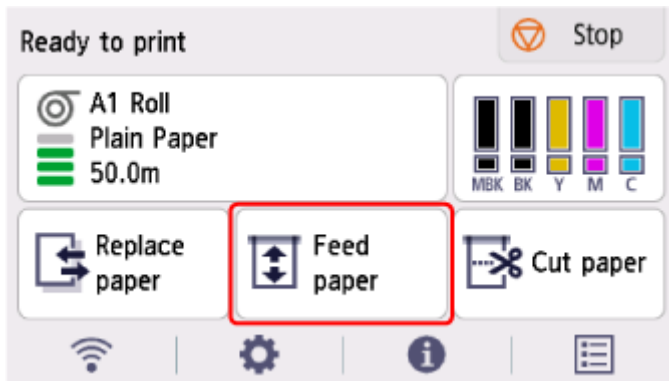 Ready to print
Stop
A1 Roll
Plain Paper
50.0m
MBK BK Y M C
Replace
paper
Feed
paper
Cut paper